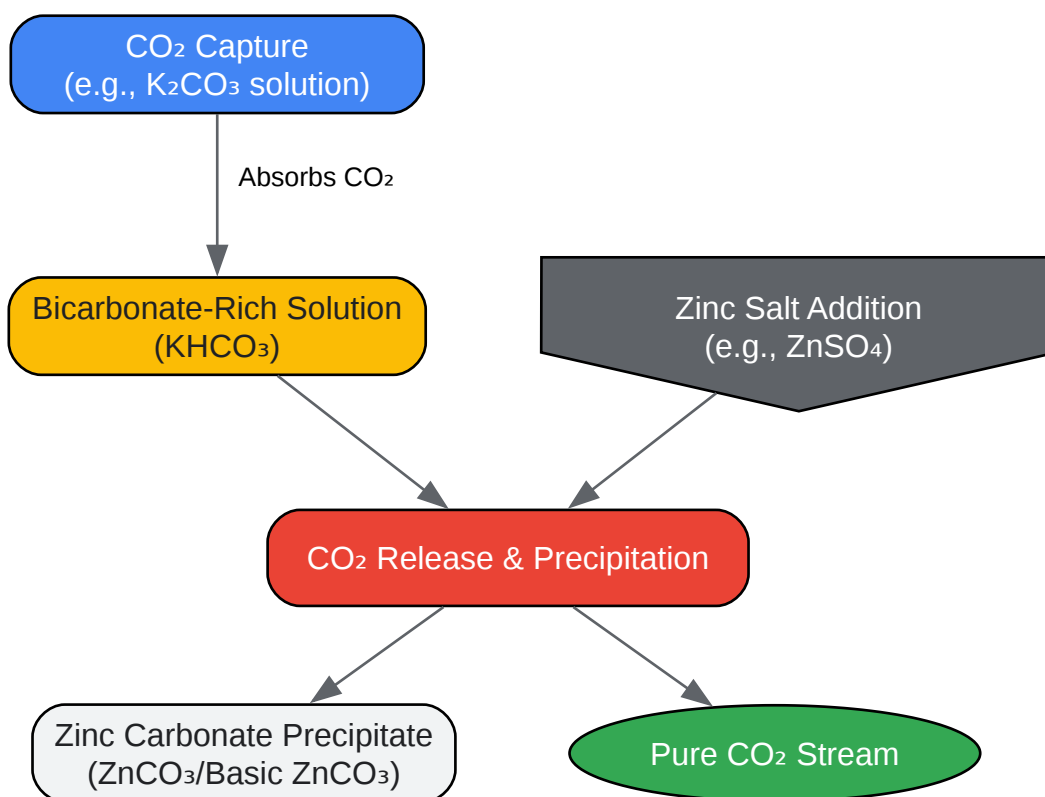 CO₂ Capture
(e.g., K₂CO₃ solution)
Absorbs CO₂
Bicarbonate-Rich Solution
(KHCO₃)
Zinc Salt Addition
(e.g., ZnSO₄)
CO₂ Release & Precipitation
Zinc Carbonate Precipitate
(ZnCO₃/Basic ZnCO₃)
Pure CO₂ Stream